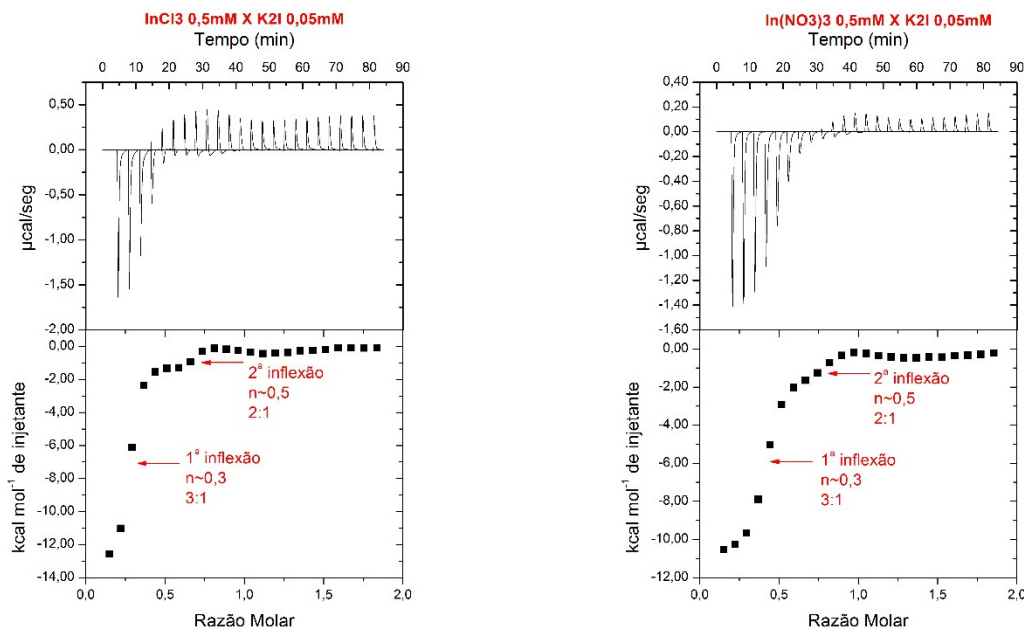 InCl3 0,5mM X K2I 0,05mM
Tempo (min)
0 10 20 30 40 50 60 70 80 90
0,50
0,00
-0,50
-1,00
-1,50
-2,00
µcal/seg
0,00
-2,00
-4,00
-6,00
-8,00
-10,00
-12,00
-14,00
kcal mol⁻¹ de injetante
2ª inflexão
n~0,5
2:1
1ª inflexão
n~0,3
3:1
0,0 0,5 1,0 1,5 2,0
Razão Molar
In(NO3)3 0,5mM X K2I 0,05mM
Tempo (min)
0 10 20 30 40 50 60 70 80 90
0,40
0,20
0,00
-0,20
-0,40
-0,60
-0,80
-1,00
-1,20
-1,40
-1,60
µcal/seg
0,00
-2,00
-4,00
-6,00
-8,00
-10,00
-12,00
kcal mol⁻¹ de injetante
2ª inflexão
n~0,5
2:1
1ª inflexão
n~0,3
3:1
0,0 0,5 1,0 1,5 2,0
Razão Molar